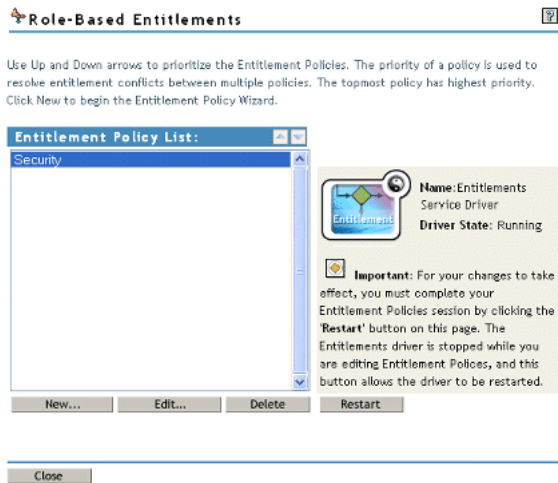 Role-Based Entitlements
?
Use Up and Down arrows to prioritize the Entitlement Policies. The priority of a policy is used to
resolve entitlement conflicts between multiple policies. The topmost policy has highest priority.
Click New to begin the Entitlement Policy Wizard.
Entitlement Policy List:
Security
Entitlement
Name:Entitlements
Service Driver
Driver State: Running
Important: For your changes to take
effect, you must complete your
Entitlement Policies session by clicking the
'Restart' button on this page. The
Entitlements driver is stopped while you
are editing Entitlement Polices, and this
button allows the driver to be restarted.
New... Edit... Delete Restart
Close